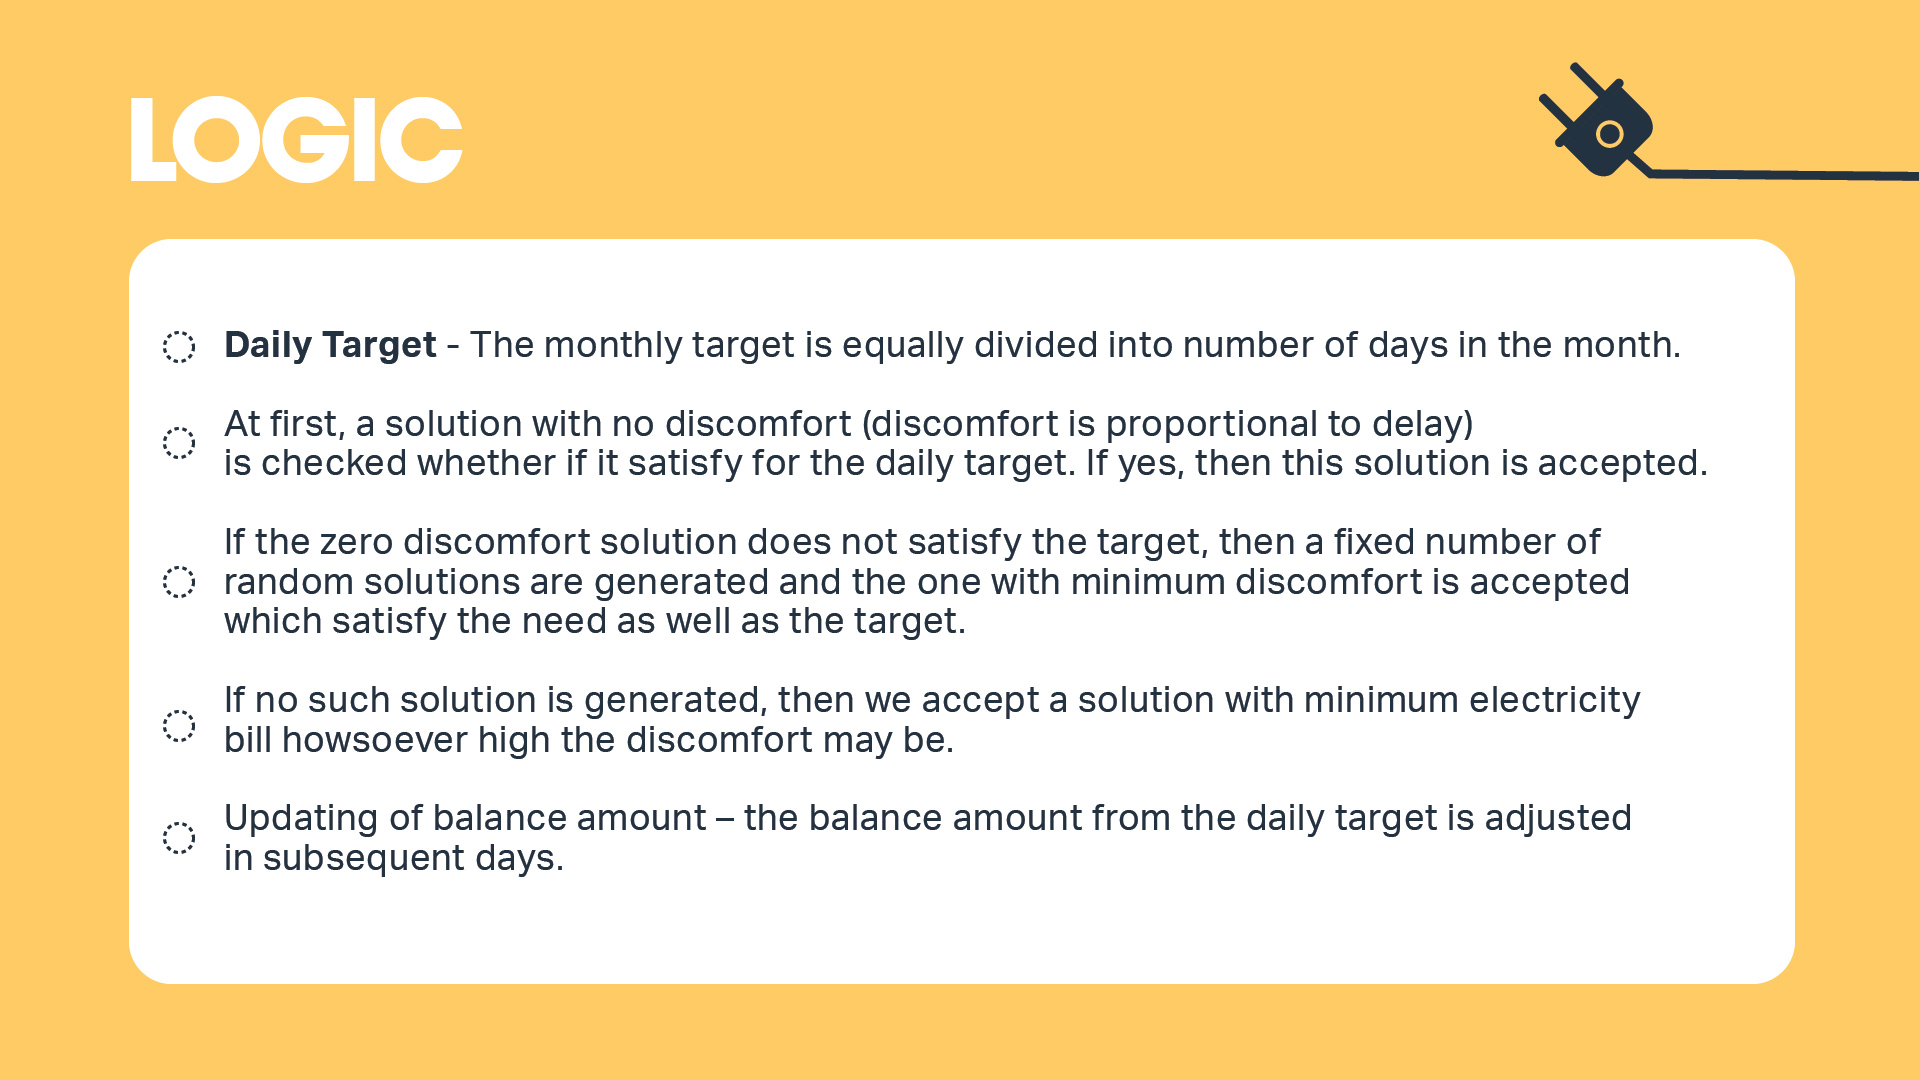 LOGIC
Daily Target - The monthly target is equally divided into number of days in the month.
At first, a solution with no discomfort (discomfort is proportional to delay)
is checked whether if it satisfy for the daily target. If yes, then this solution is accepted.
If the zero discomfort solution does not satisfy the target, then a fixed number of
random solutions are generated and the one with minimum discomfort is accepted
which satisfy the need as well as the target.
If no such solution is generated, then we accept a solution with minimum electricity
bill howsoever high the discomfort may be.
Updating of balance amount – the balance amount from the daily target is adjusted
in subsequent days.